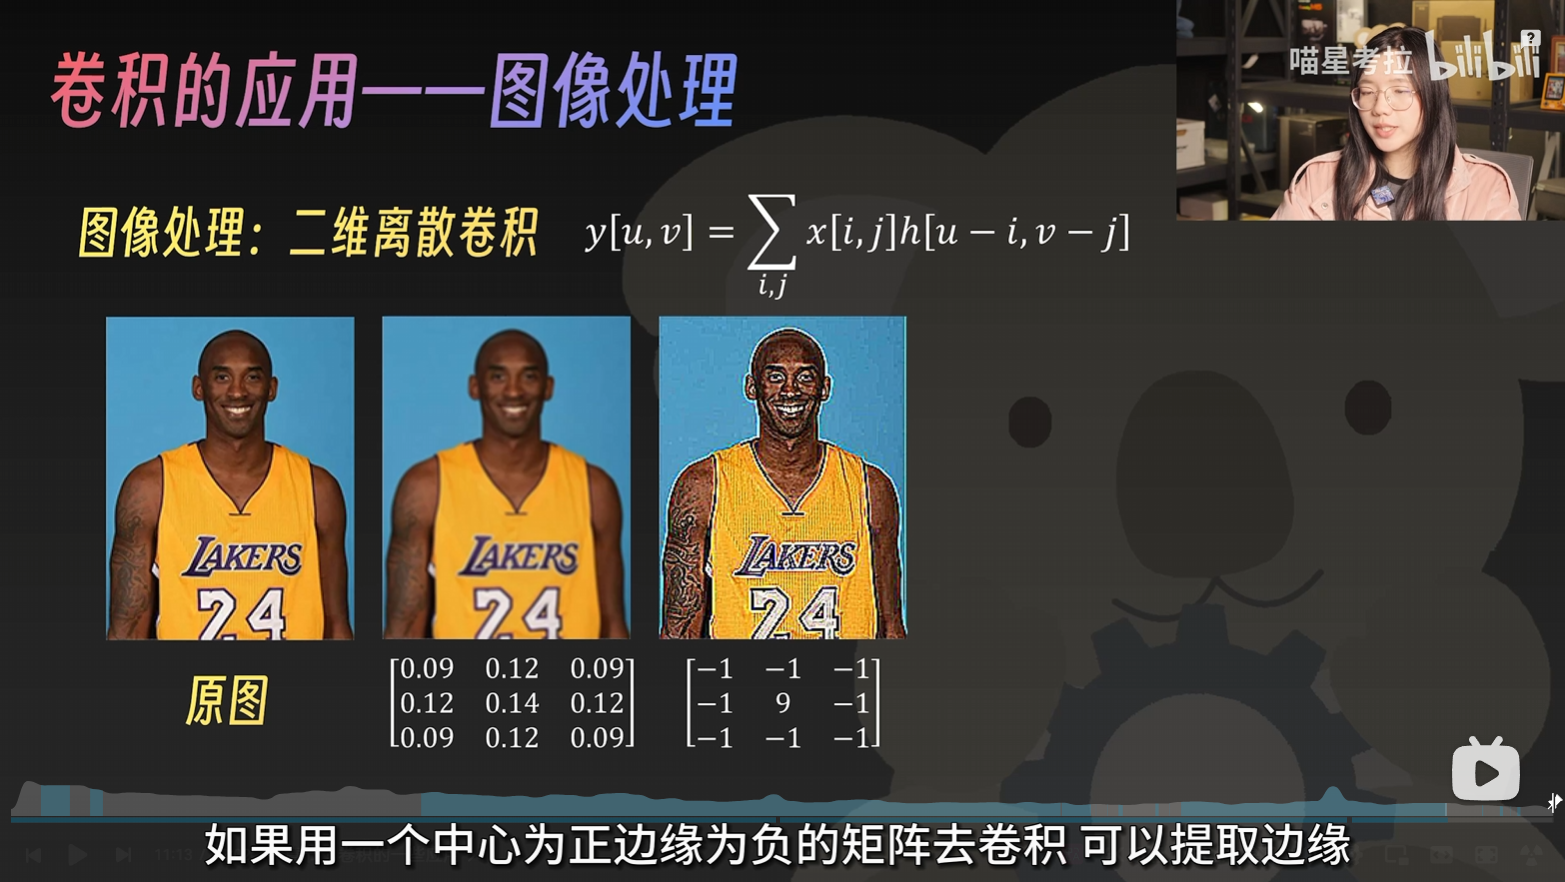 卷积的应用——图像处理
喵星考拉 bilibili
图像处理：二维离散卷积 y[u, v] = ∑ x[i, j]h[u − i, v − j]
i,j
LAKERS
24
LAKERS
24
LAKERS
24
原图
[0.09 0.12 0.09]
0.12 0.14 0.12
[0.09 0.12 0.09]
[−1 −1 −1]
−1 9 −1
[−1 −1 −1]
如果用一个中心为正边缘为负的矩阵去卷积 可以提取边缘